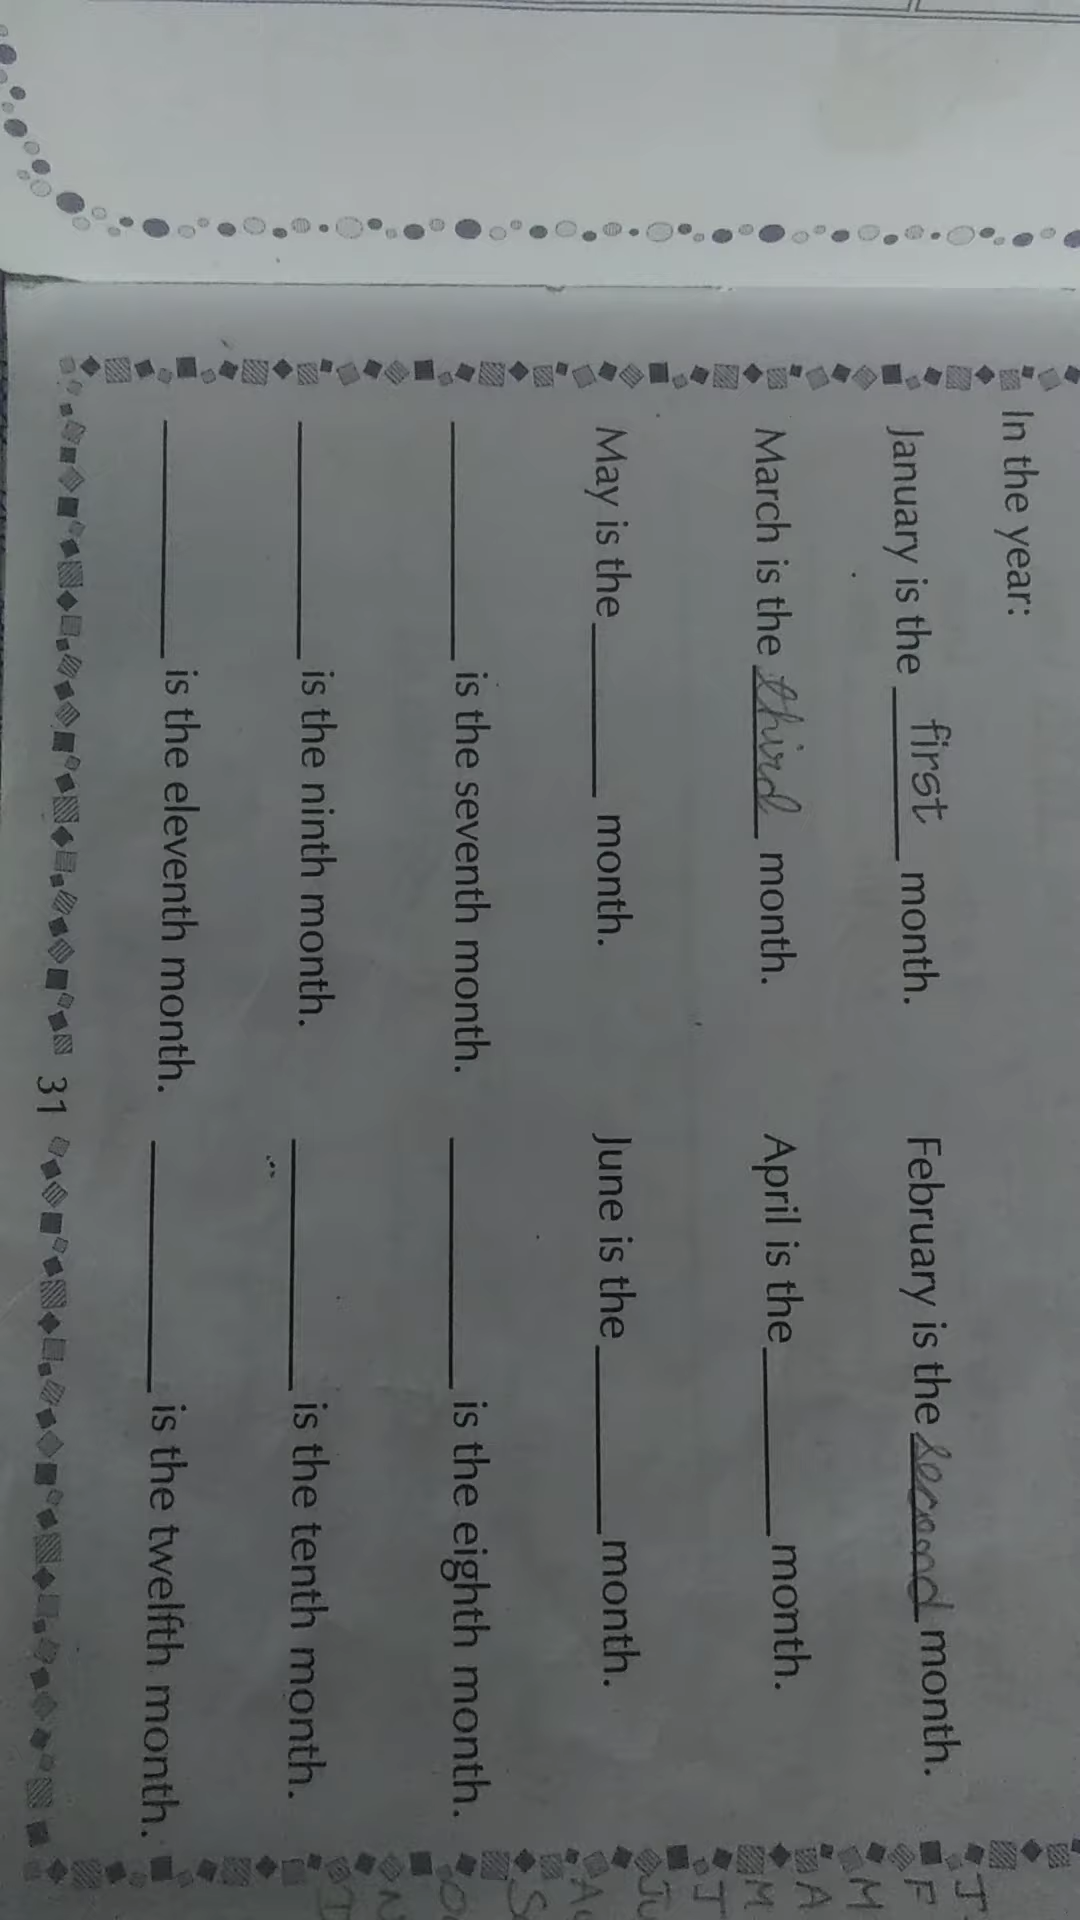 In the year:
January is the first month. February is the second month.
March is the third month. April is the ______ month.
May is the ______ month. June is the ______ month.
______ is the seventh month. ______ is the eighth month.
______ is the ninth month. ______ is the tenth month.
______ is the eleventh month. ______ is the twelfth month.
31
J
F
M
A
M
J
Ju
Au
S
O
N
D